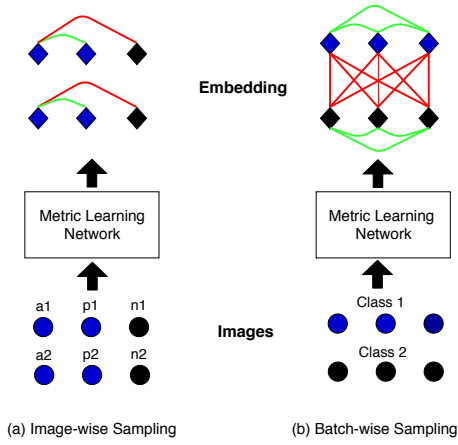 Embedding
Metric Learning
Network
Metric Learning
Network
a1 p1 n1
a2 p2 n2
Images
Class 1
Class 2
(a) Image-wise Sampling
(b) Batch-wise Sampling